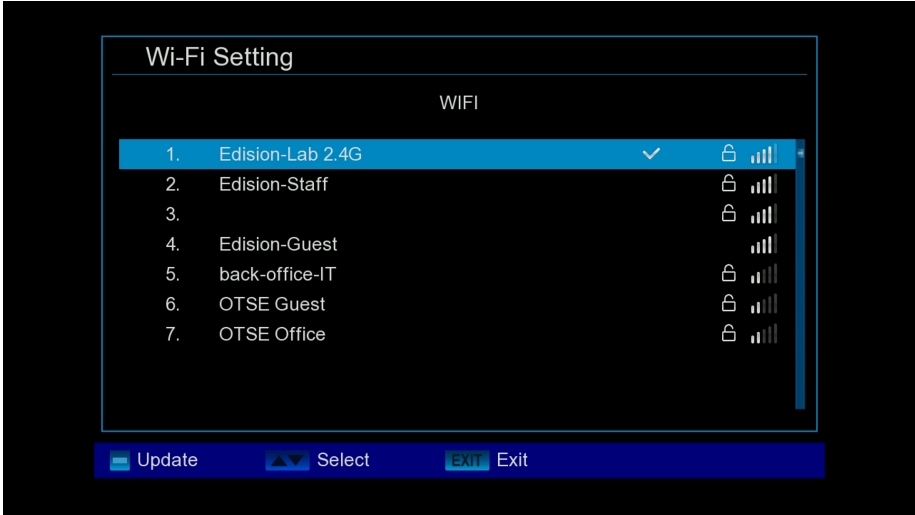 Wi-Fi Setting
WIFI
1. Edision-Lab 2.4G
2. Edision-Staff
3.
4. Edision-Guest
5. back-office-IT
6. OTSE Guest
7. OTSE Office
Update Select EXIT Exit